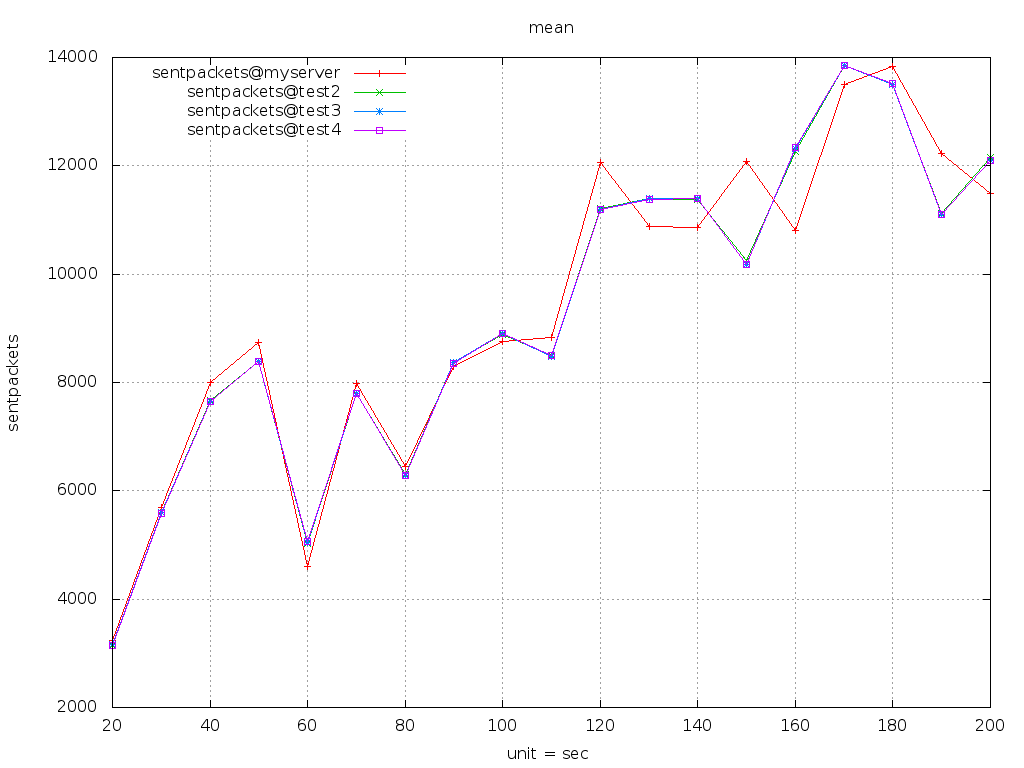 mean
14000
12000
10000
8000
6000
4000
2000
sentpackets
sentpackets@myserver
sentpackets@test2
sentpackets@test3
sentpackets@test4
20 40 60 80 100 120 140 160 180 200
unit = sec